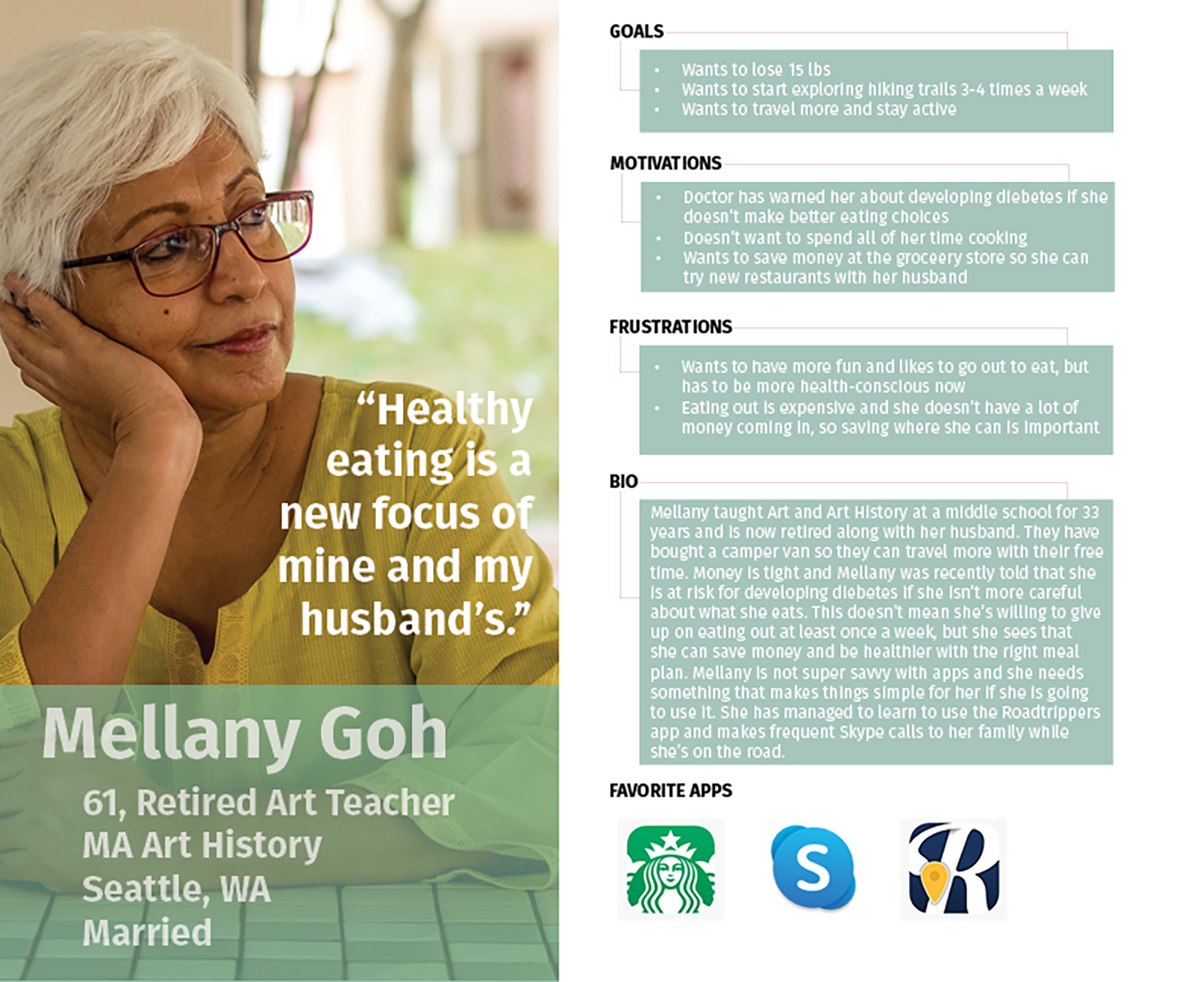 “Healthy
eating is a
new focus of
mine and my
husband’s.”
Mellany Goh
61, Retired Art Teacher
MA Art History
Seattle, WA
Married
GOALS
• Wants to lose 15 lbs
• Wants to start exploring hiking trails 3-4 times a week
• Wants to travel more and stay active
MOTIVATIONS
• Doctor has warned her about developing diebetes if she
doesn't make better eating choices
• Doesn't want to spend all of her time cooking
• Wants to save money at the groceery store so she can
try new restaurants with her husband
FRUSTRATIONS
• Wants to have more fun and likes to go out to eat, but
has to be more health-conscious now
• Eating out is expensive and she doesn't have a lot of
money coming in, so saving where she can is important
BIO
Mellany taught Art and Art History at a middle school for 33
years and is now retired along with her husband. They have
bought a camper van so they can travel more with their free
time. Money is tight and Mellany was recently told that she
is at risk for developing diebetes if she isn't more careful
about what she eats. This doesn't mean she's willing to give
up on eating out at least once a week, but she sees that
she can save money and be healthier with the right meal
plan. Mellany is not super savvy with apps and she needs
something that makes things simple for her if she is going
to use it. She has managed to learn to use the Roadtrippers
app and makes frequent Skype calls to her family while
she's on the road.
FAVORITE APPS
S
R